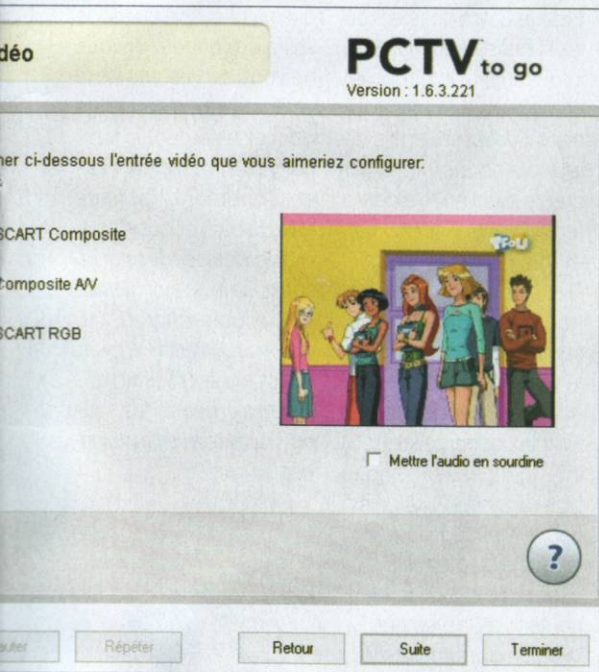 déo
PCTV to go
Version : 1.6.3.221
ner ci-dessous l'entrée vidéo que vous aimeriez configurer:
SCART Composite
Composite A/V
SCART RGB
TFOU
Mettre l'audio en sourdine
?
Répéter
Retour
Suite
Terminer